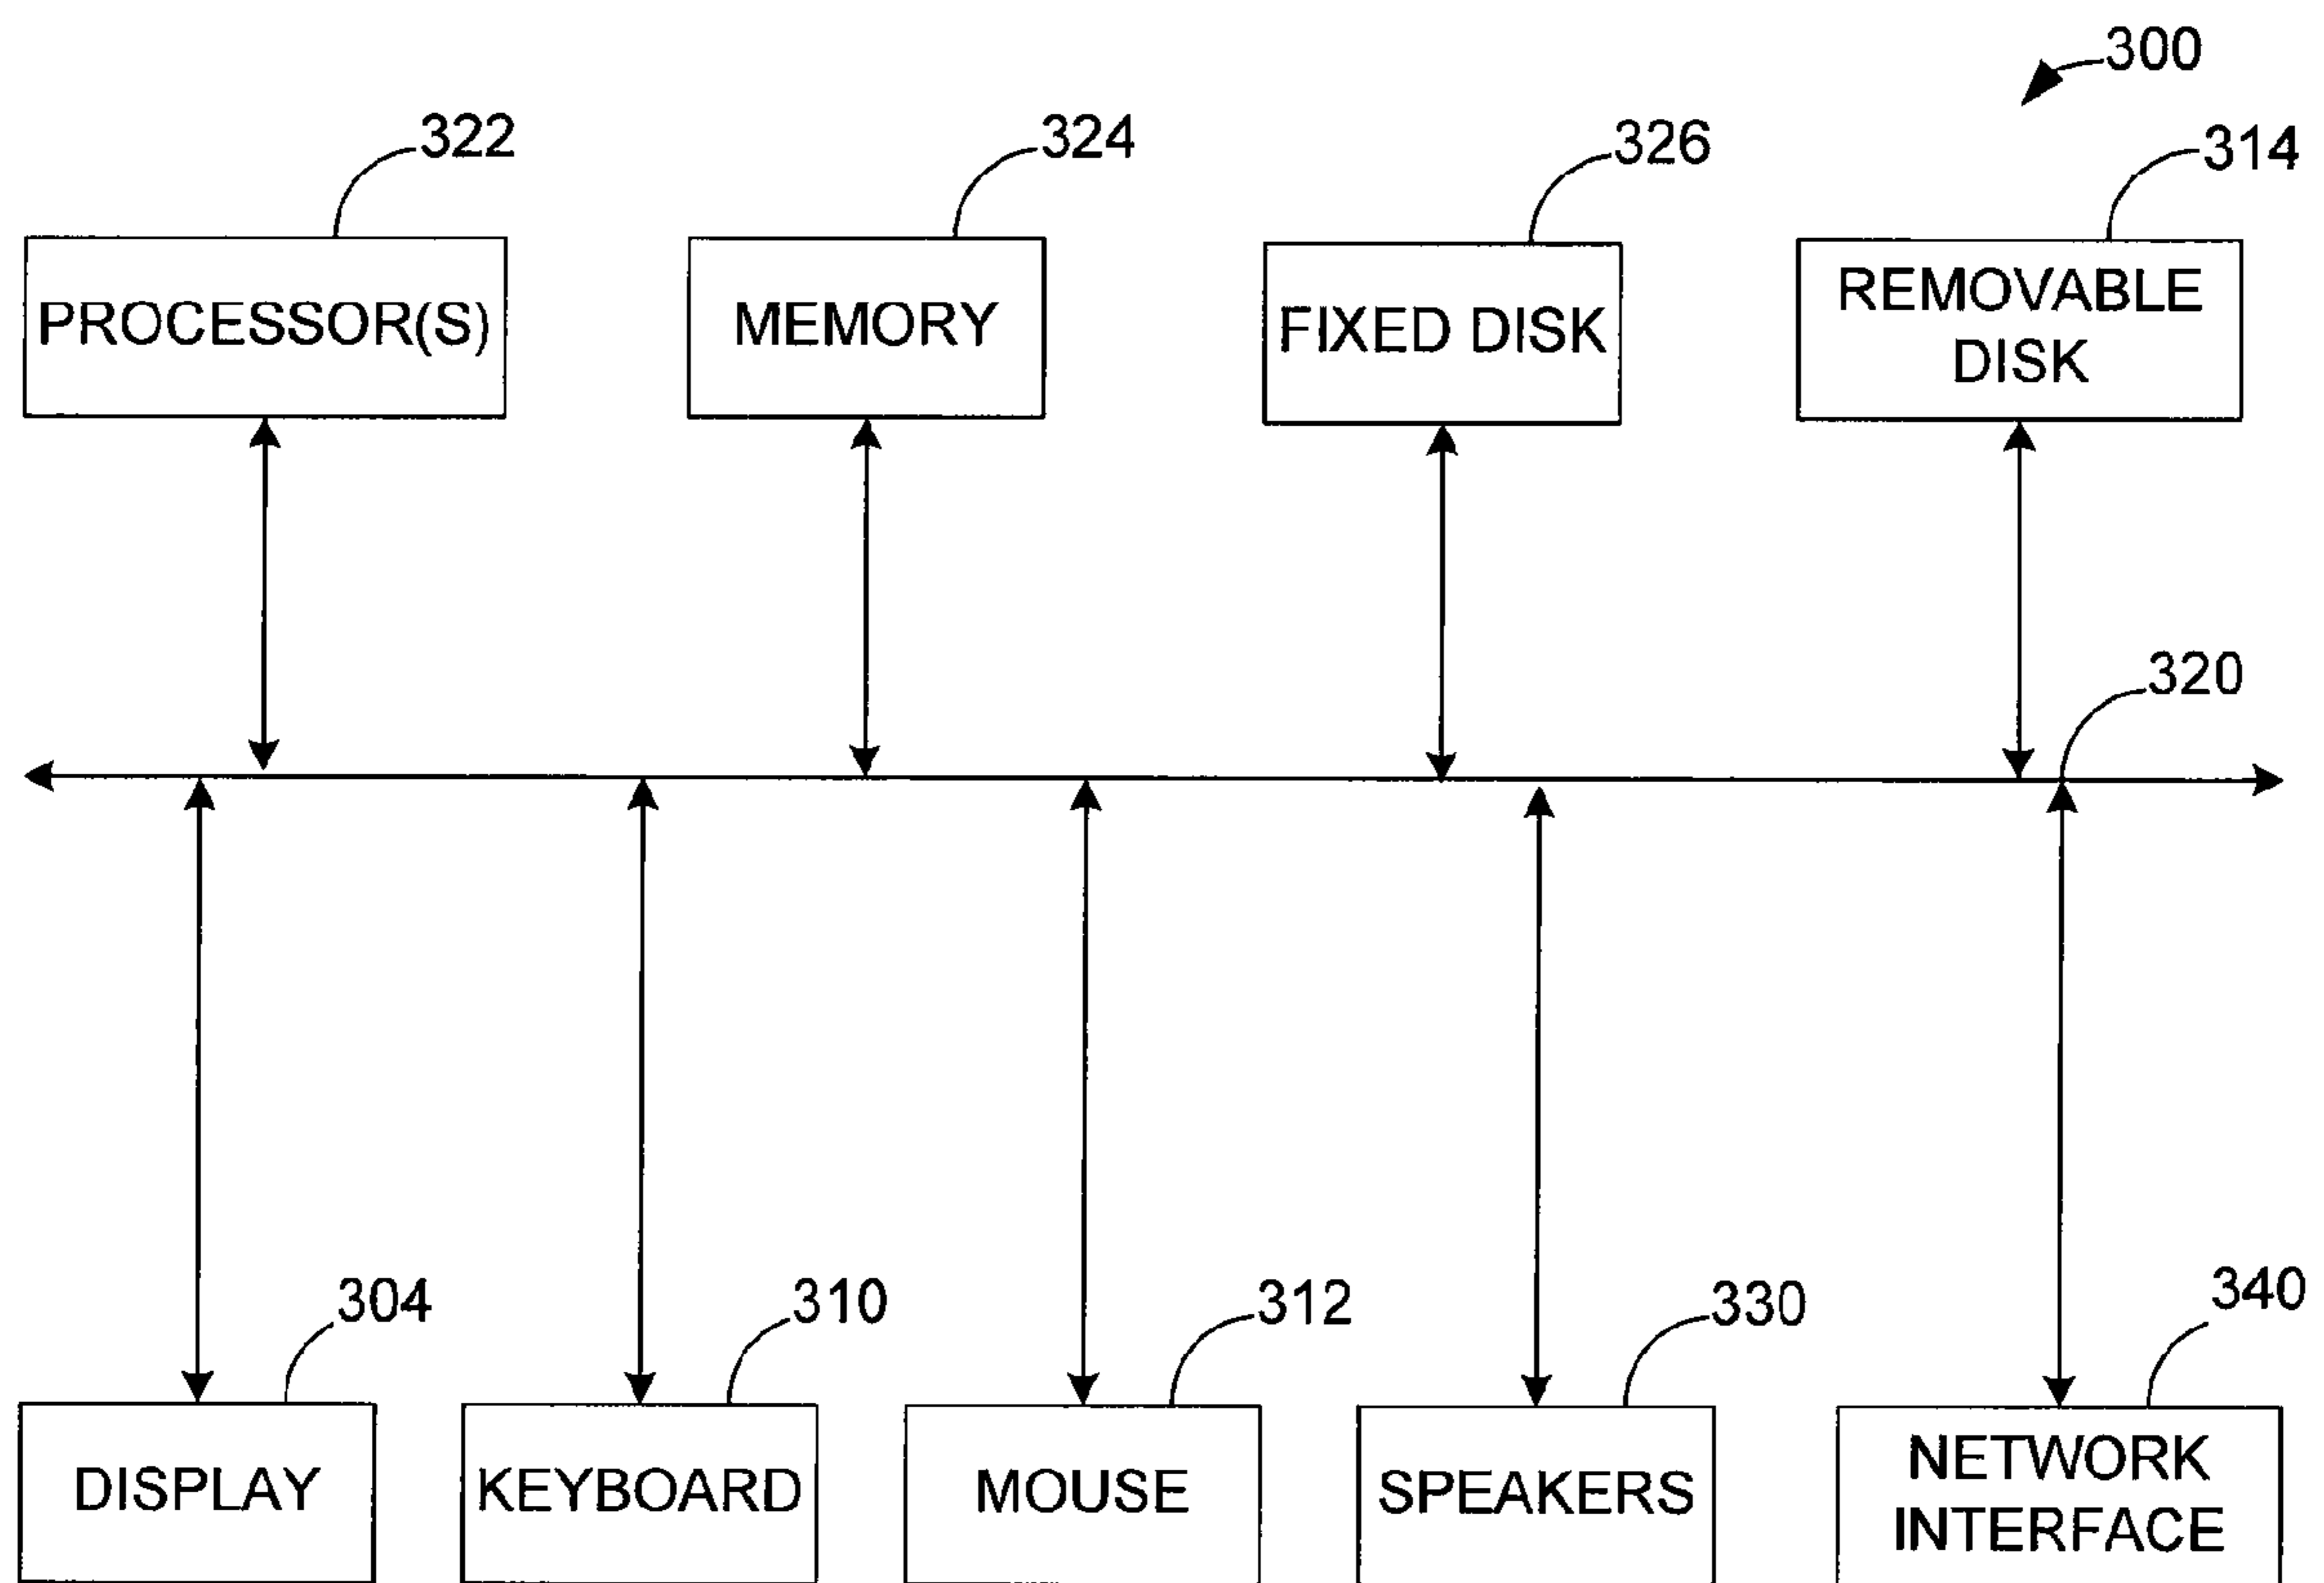 300
322
324
326
314
PROCESSOR(S)
MEMORY
FIXED DISK
REMOVABLE
DISK
320
304
310
312
330
340
DISPLAY
KEYBOARD
MOUSE
SPEAKERS
NETWORK
INTERFACE